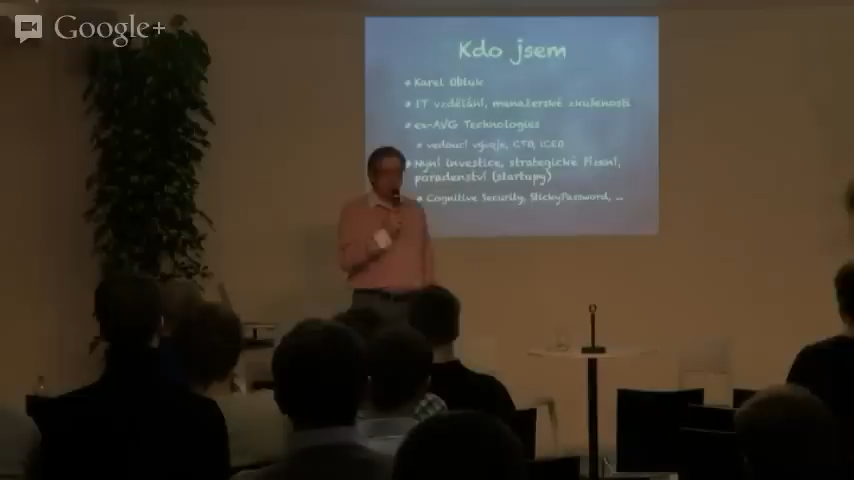 Google+
Kdo jsem
Karel Obluk
IT vzdělání, manažerské zkušenosti
ex-AVG Technologies
vedoucí vývoje, CTO, iCEO
Nyní investice, strategické řízení,
poradenství (startupy)
Cognitive Security, StickyPassword, ...